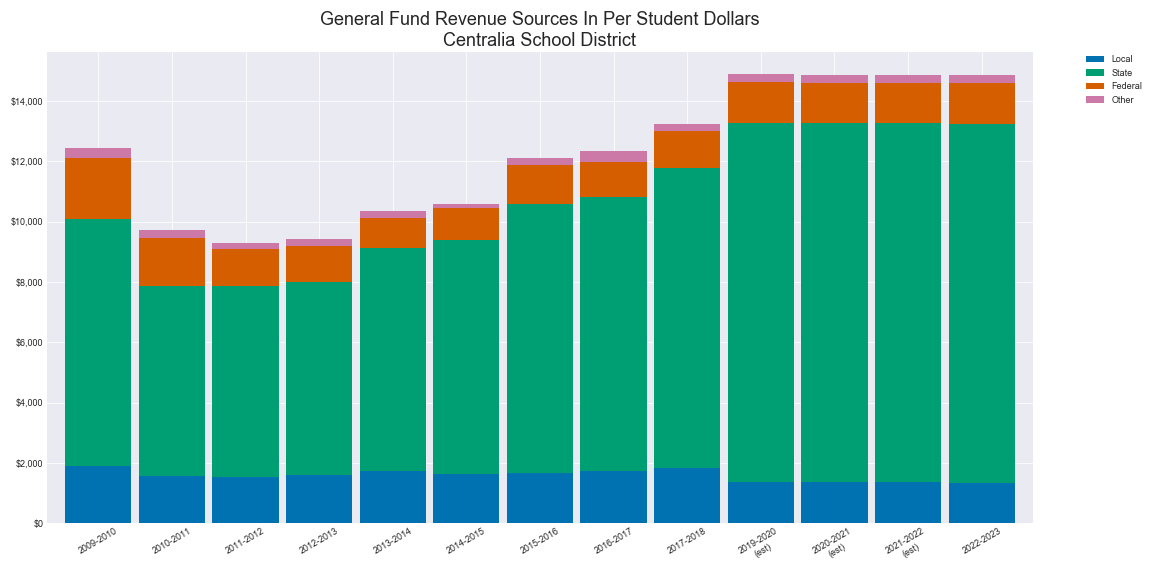 General Fund Revenue Sources In Per Student Dollars
Centralia School District
Local
State
Federal
Other
$14,000
$12,000
$10,000
$8,000
$6,000
$4,000
$2,000
$0
2009-2010
2010-2011
2011-2012
2012-2013
2013-2014
2014-2015
2015-2016
2016-2017
2017-2018
2019-2020
(est)
2020-2021
(est)
2021-2022
(est)
2022-2023